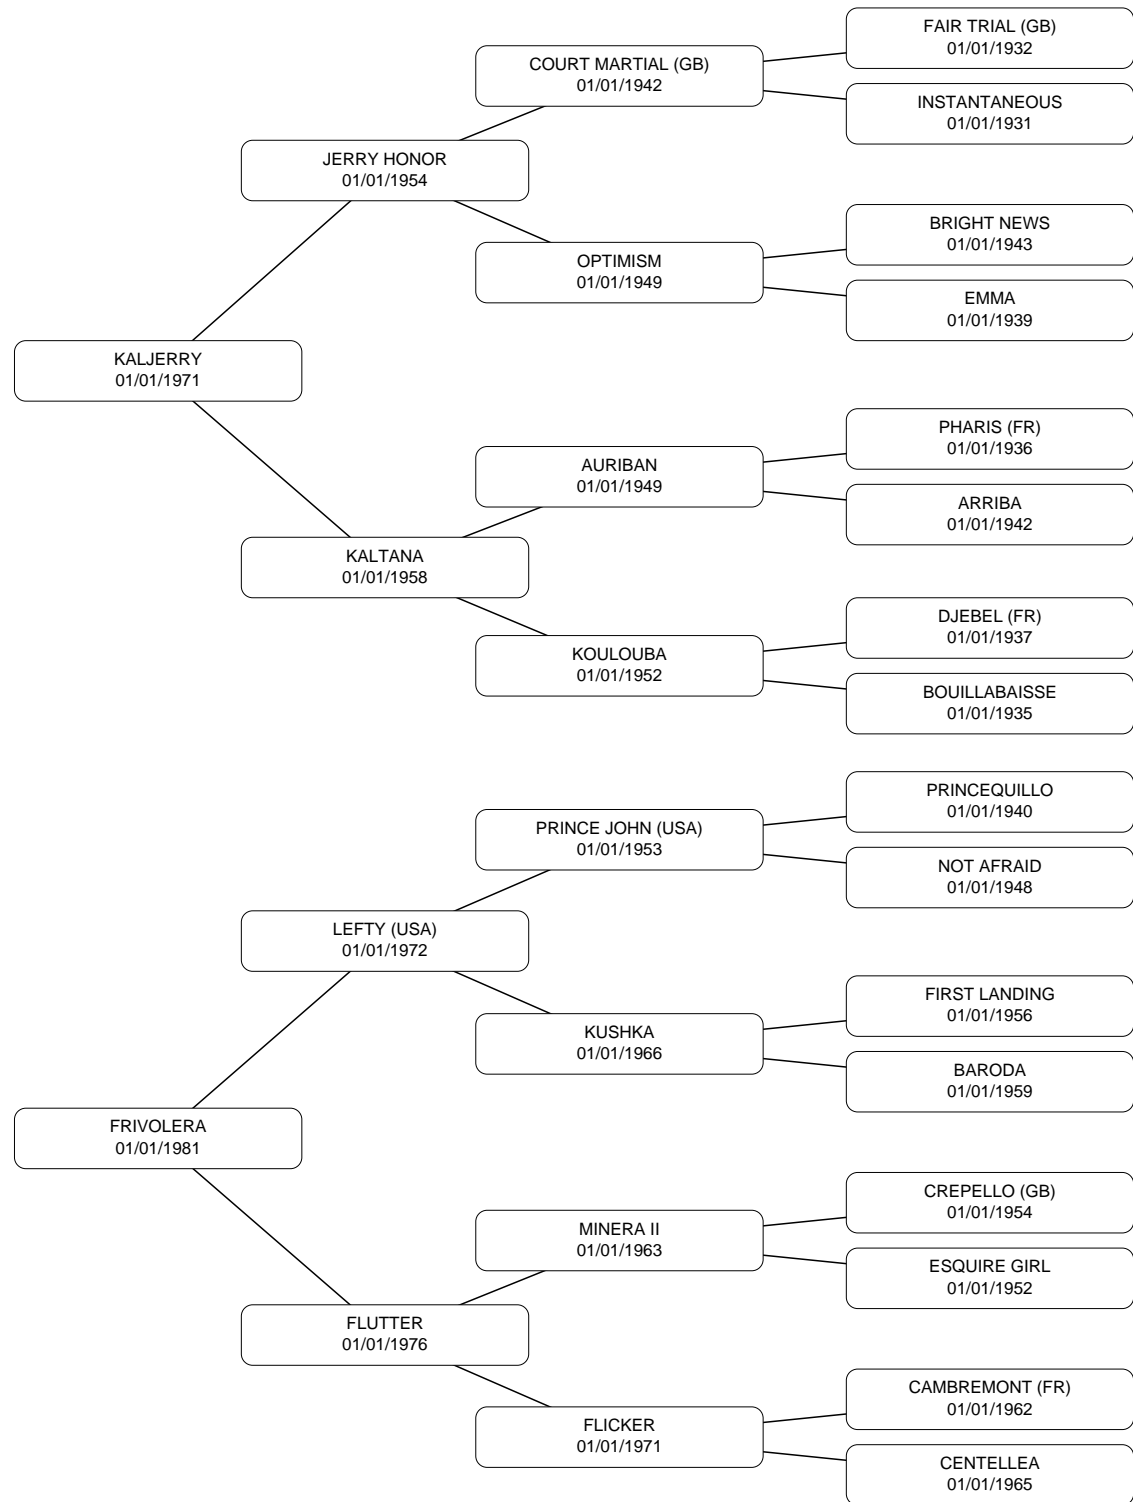 FAIR TRIAL (GB)
01/01/1932
COURT MARTIAL (GB)
01/01/1942
INSTANTANEOUS
01/01/1931
JERRY HONOR
01/01/1954
BRIGHT NEWS
01/01/1943
OPTIMISM
01/01/1949
EMMA
01/01/1939
KALJERRY
01/01/1971
PHARIS (FR)
01/01/1936
AURIBAN
01/01/1949
ARRIBA
01/01/1942
KALTANA
01/01/1958
DJEBEL (FR)
01/01/1937
KOULOUBA
01/01/1952
BOUILLABAISSE
01/01/1935
PRINCEQUILLO
01/01/1940
PRINCE JOHN (USA)
01/01/1953
NOT AFRAID
01/01/1948
LEFTY (USA)
01/01/1972
FIRST LANDING
01/01/1956
KUSHKA
01/01/1966
BARODA
01/01/1959
FRIVOLERA
01/01/1981
CREPELLO (GB)
01/01/1954
MINERA II
01/01/1963
ESQUIRE GIRL
01/01/1952
FLUTTER
01/01/1976
CAMBREMONT (FR)
01/01/1962
FLICKER
01/01/1971
CENTELLEA
01/01/1965